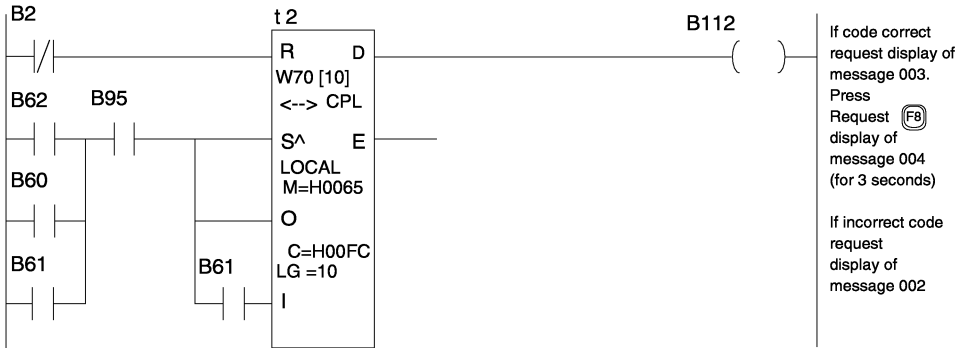 B2
t 2
B112
R D
W70 [10]
<--> CPL
B62
B95
S^ E
LOCAL
M=H0065
B60
O
C=H00FC
B61
B61
LG =10
I
If code correct
request display of
message 003.
Press
Request F8
display of
message 004
(for 3 seconds)
If incorrect code
request
display of
message 002